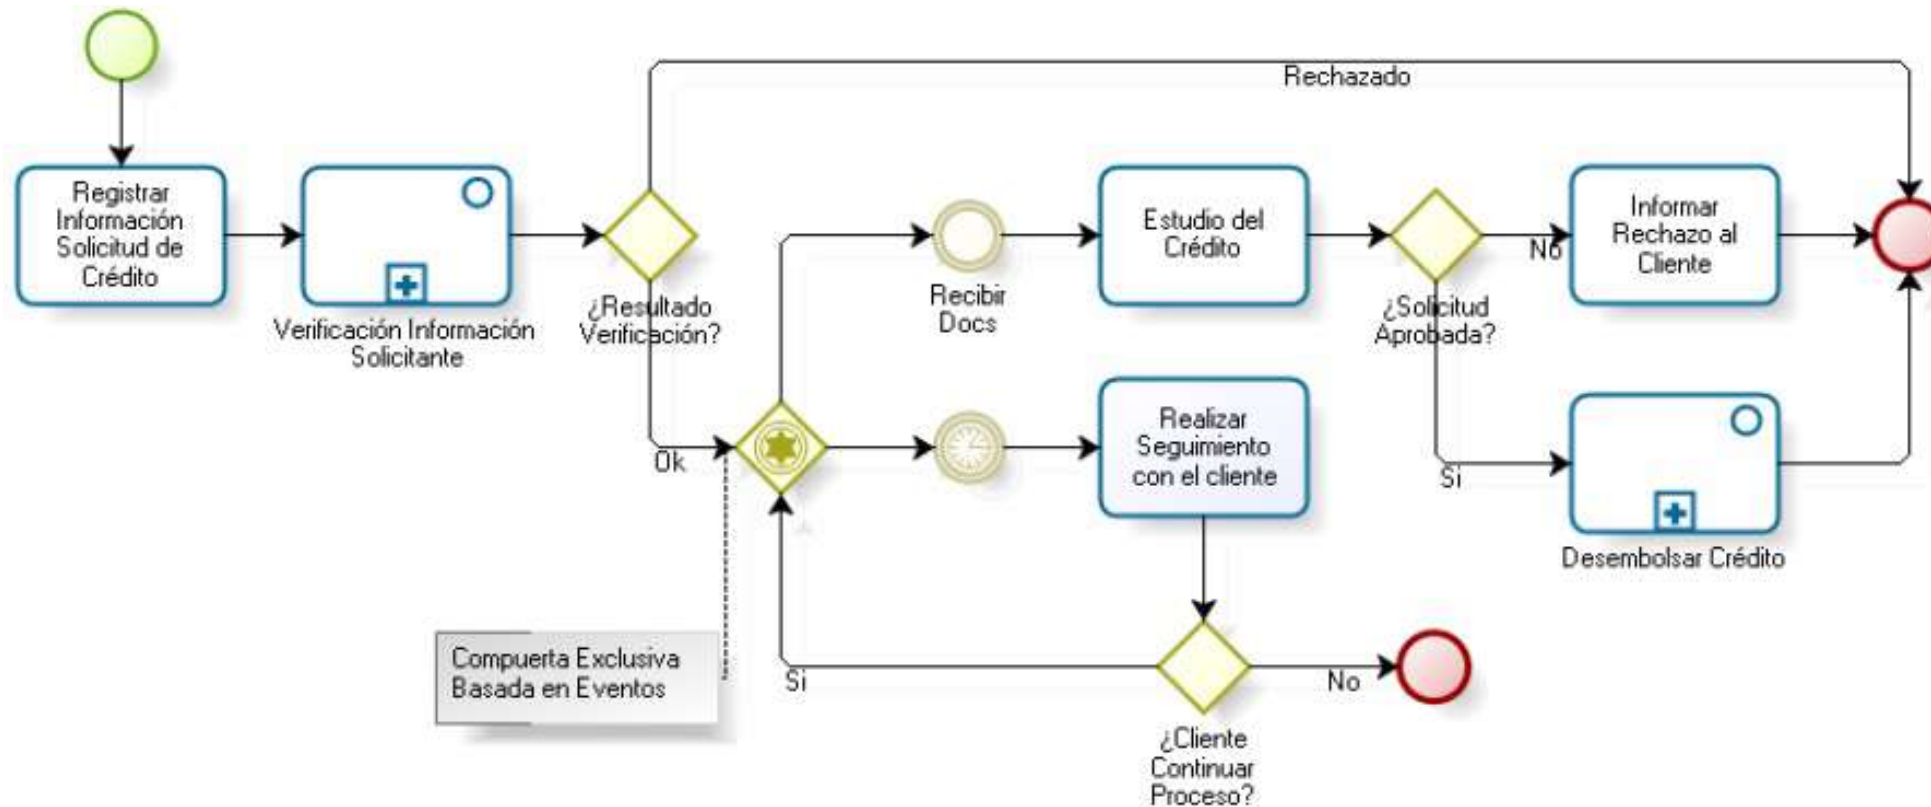 Rechazado
Registrar
Información
Solicitud de
Crédito
Verificación Información
Solicitante
¿Resultado
Verificación?
Ok
Recibir
Docs
Estudio del
Crédito
¿Solicitud
Aprobada?
No
Informar
Rechazo al
Cliente
Si
Desembolsar Crédito
Realizar
Seguimiento
con el cliente
Compuerta Exclusiva
Basada en Eventos
Si
No
¿Cliente
Continuar
Proceso?